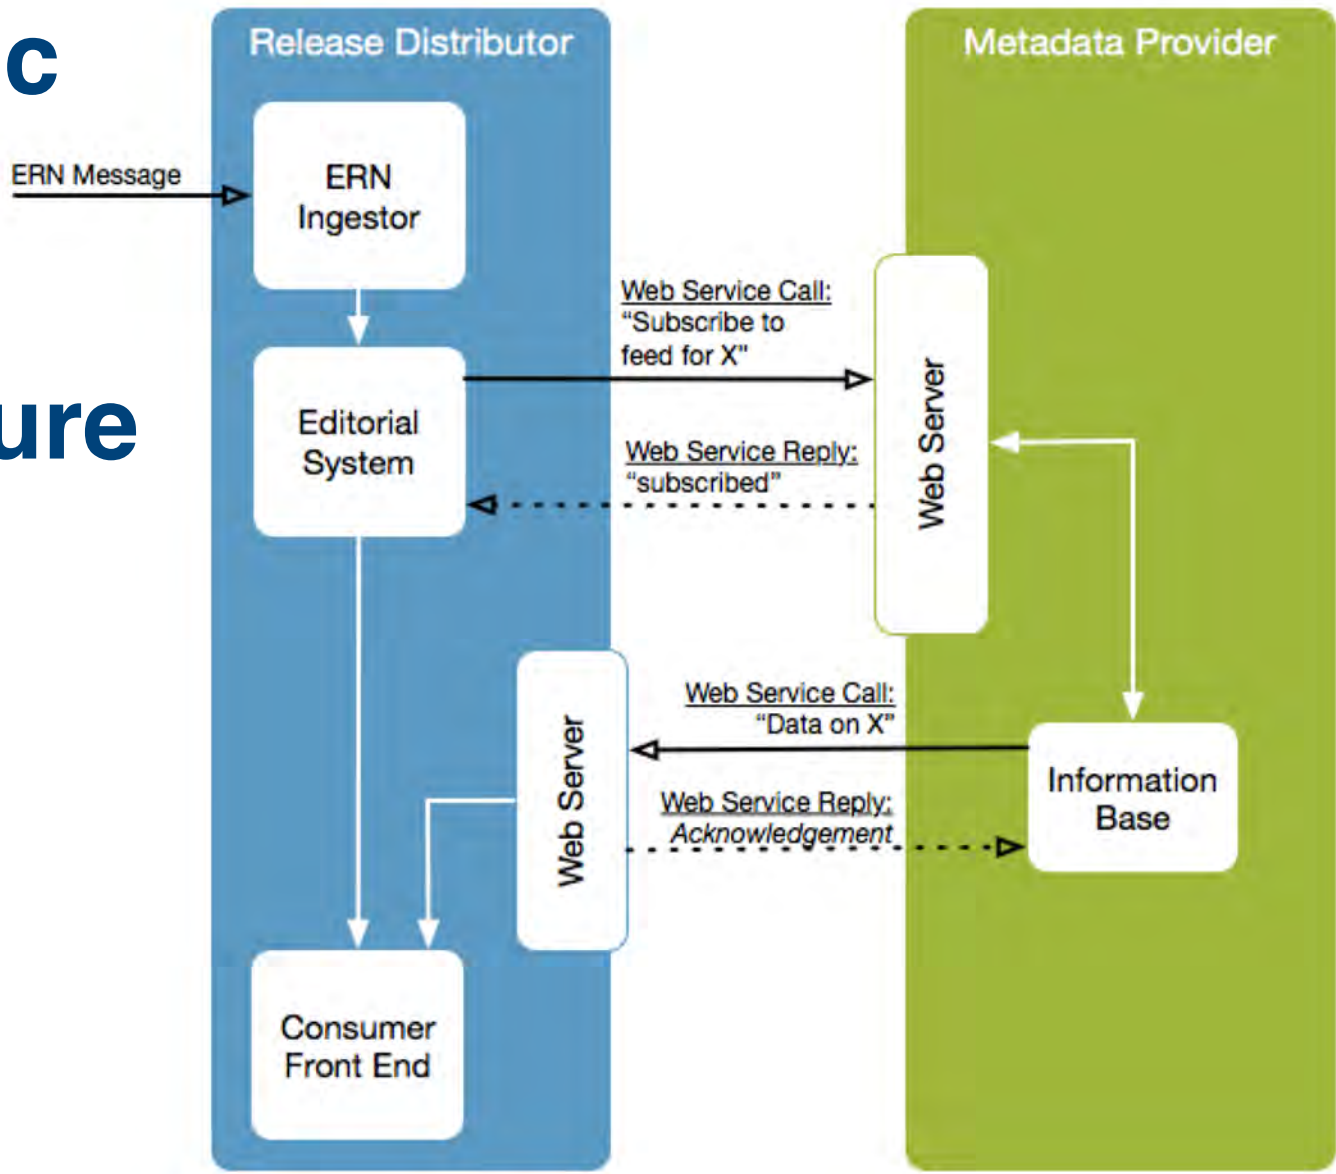 c
ure
Release Distributor
Metadata Provider
ERN Message
ERN
Ingestor
Web Service Call:
“Subscribe to
feed for X”
Editorial
System
Web Service Reply:
“subscribed”
Web Server
Web Service Call:
“Data on X”
Web Server
Web Service Reply:
Acknowledgement
Information
Base
Consumer
Front End